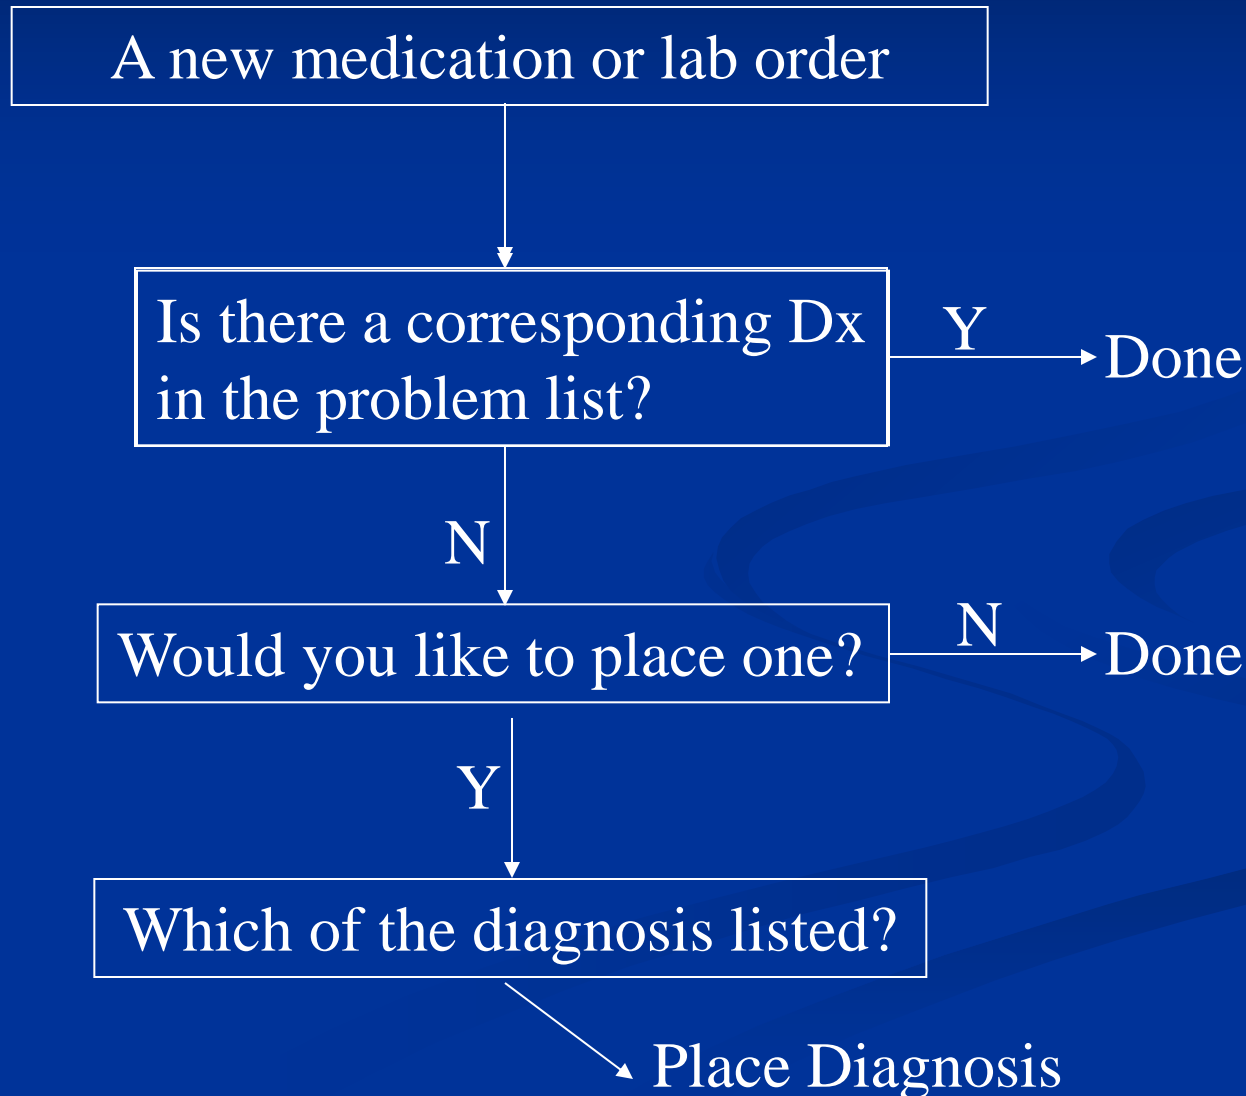 A new medication or lab order
Is there a corresponding Dx
in the problem list?
Y
Done
N
Would you like to place one?
N
Done
Y
Which of the diagnosis listed?
Place Diagnosis